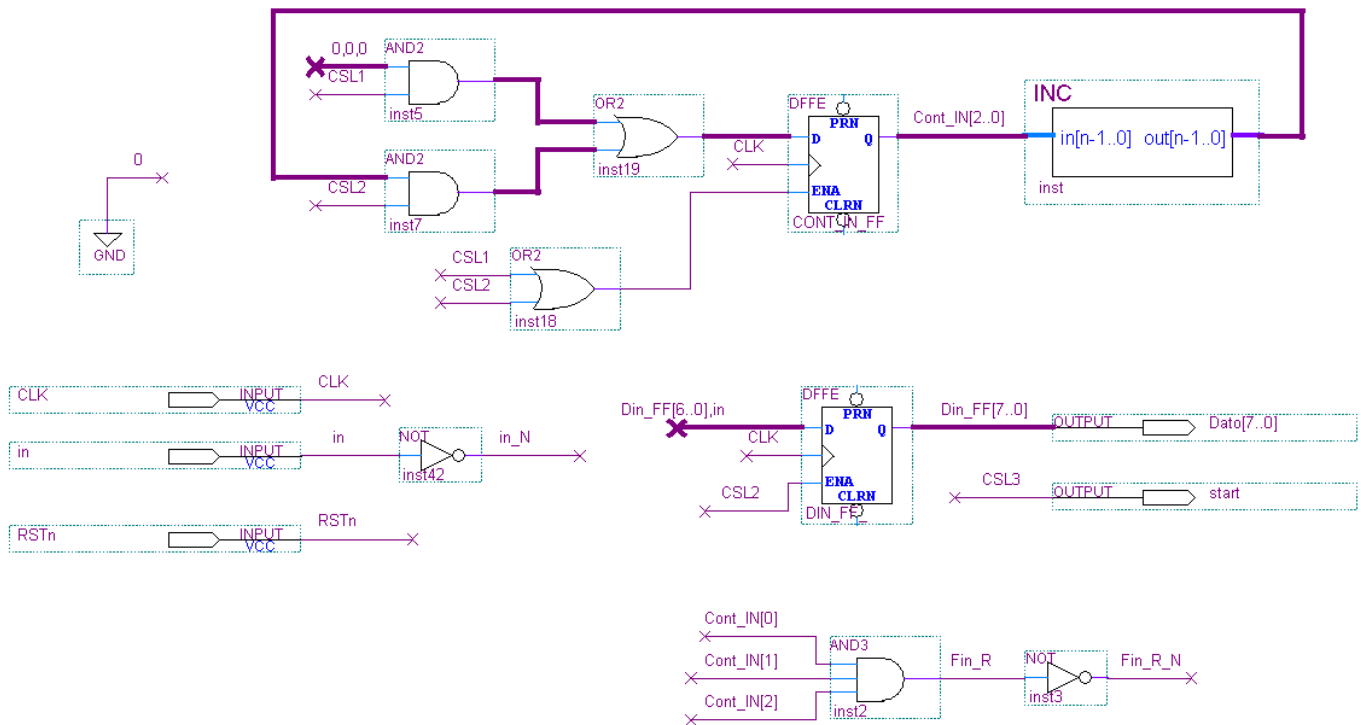 0,0,0
AND2
CSL1
inst5
OR2
inst19
DFFE
PRN
D
Q
CLK
ENA
CLRN
CONT_IN_FF
Cont_IN[2..0]
INC
in[n-1..0] out[n-1..0]
inst
0
GND
AND2
CSL2
inst7
OR2
CSL1
CSL2
inst18
CLK
INPUT
VCC
CLK
in
INPUT
VCC
in
NOT
inst42
in_N
RSTn
INPUT
VCC
RSTn
DFFE
Din_FF[6..0],in
PRN
D
Q
CLK
ENA
CSL2
CLRN
DIN_FF_
Din_FF[7..0]
OUTPUT
Dato[7..0]
CSL3
OUTPUT
start
Cont_IN[0]
Cont_IN[1]
Cont_IN[2]
AND3
inst2
Fin_R
NOT
inst3
Fin_R_N